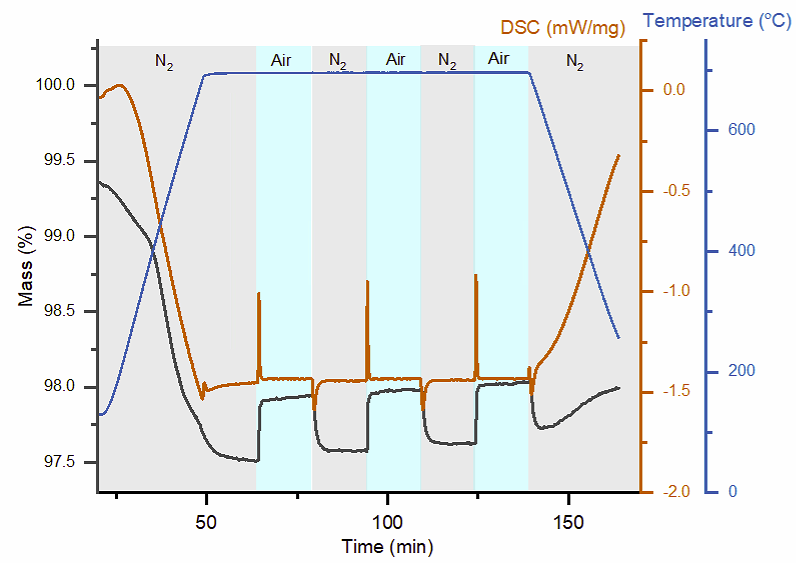 DSC (mW/mg) Temperature (°C)
N2 Air N2 Air N2 Air N2
100.0 0.0
600
99.5
-0.5
99.0 400
Mass (%)
-1.0
98.5
200
98.0 -1.5
97.5
-2.0 0
50 100 150
Time (min)